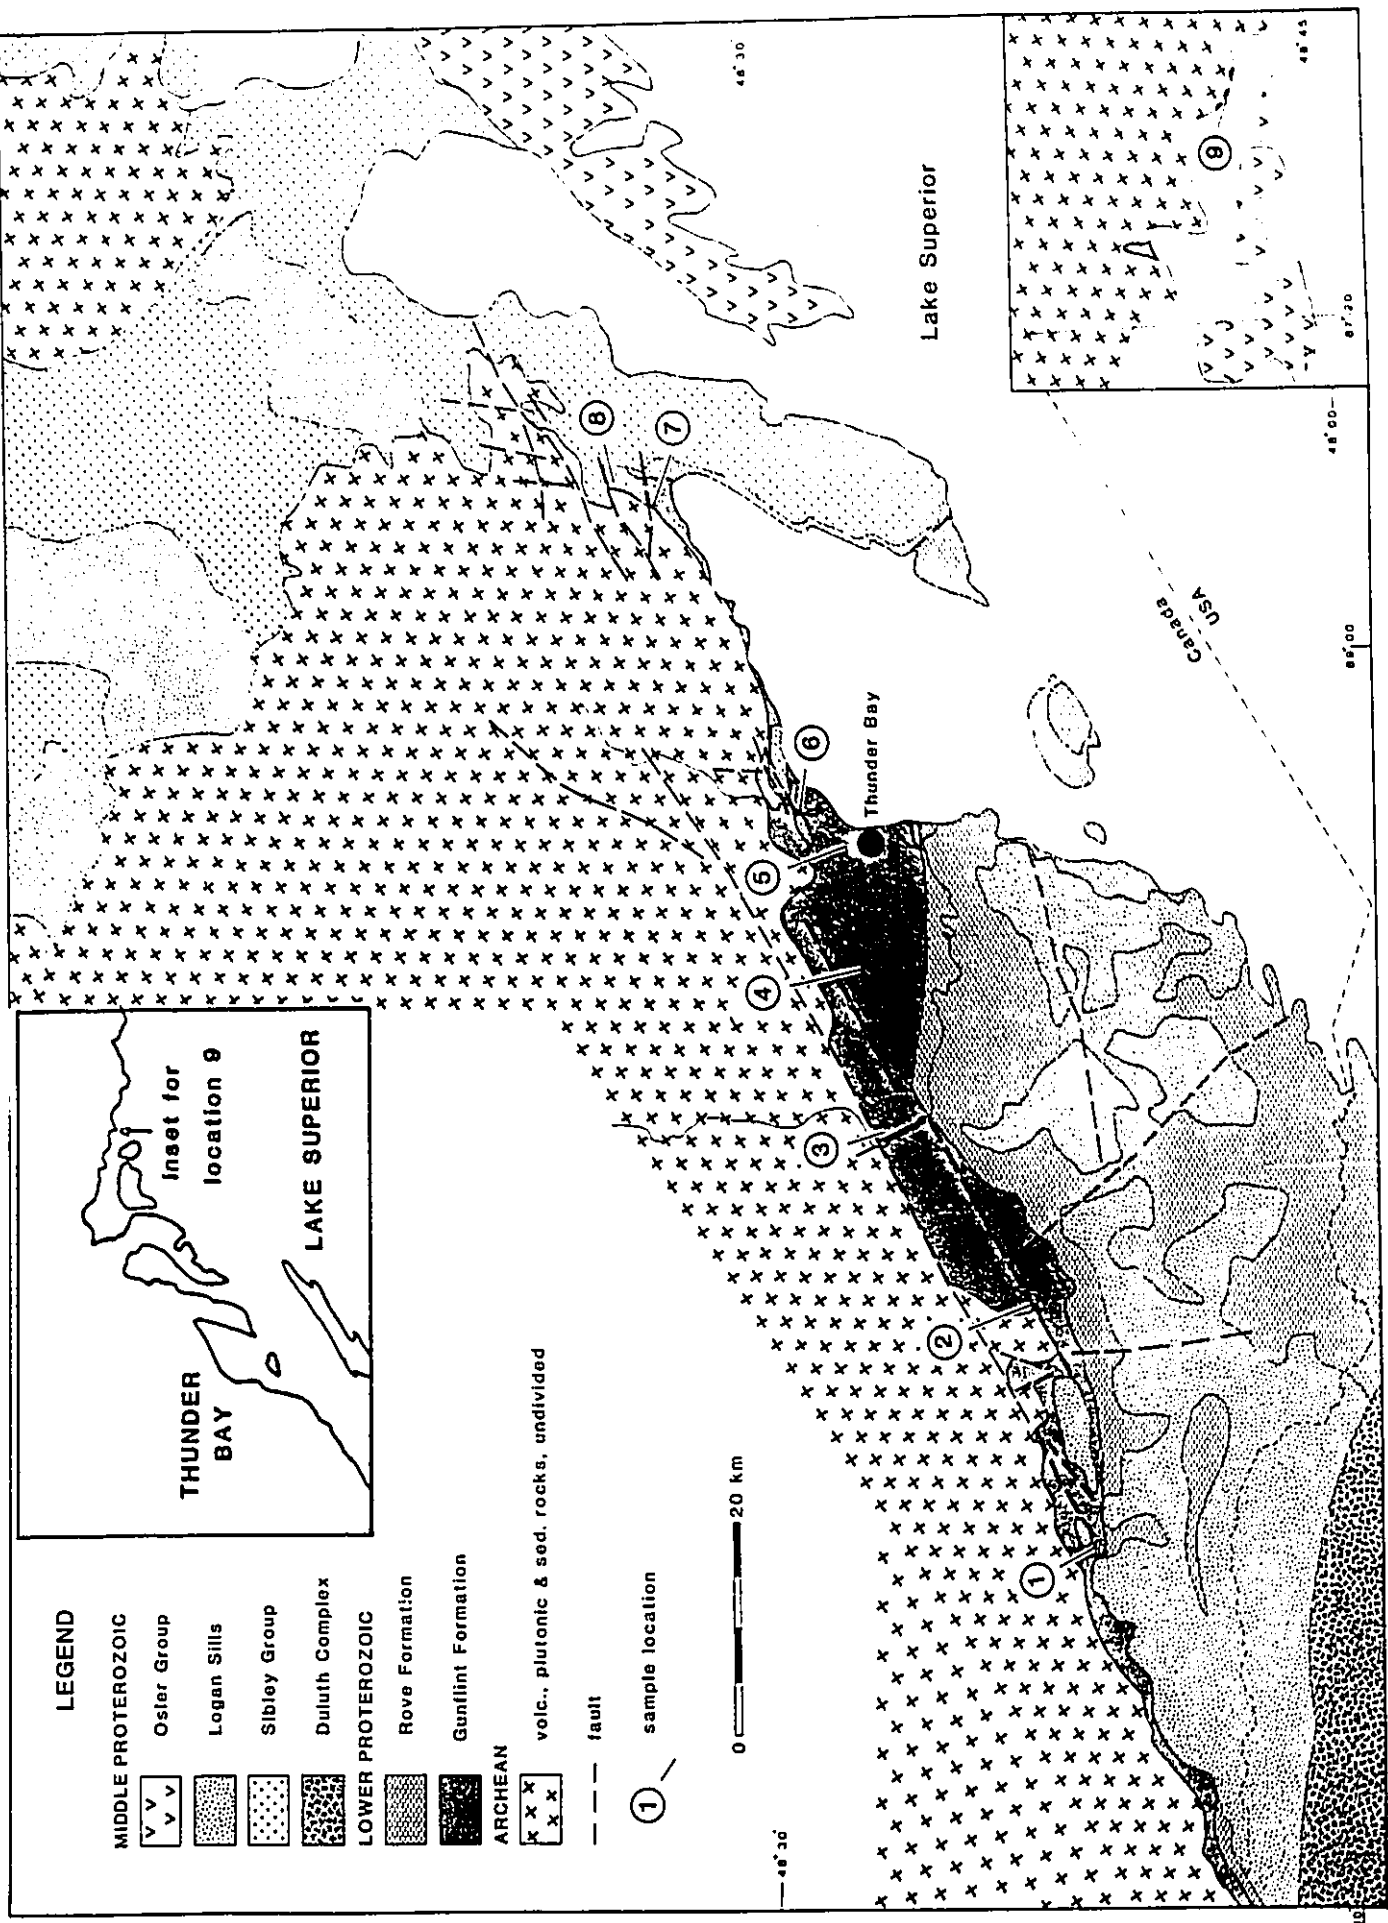 LEGEND
MIDDLE PROTEROZOIC
Osler Group
Logan Sills
Sibley Group
Duluth Complex
LOWER PROTEROZOIC
Rove Formation
Gunflint Formation
ARCHEAN
volc., plutonic & sed. rocks, undivided
fault
1
sample location
0
20 km
THUNDER
BAY
Inset for
location 9
LAKE SUPERIOR
48°30'
48°30
Lake Superior
Thunder Bay
Canada
USA
89°00
48°00
87°30
48°45
1
2
3
4
5
6
7
8
9